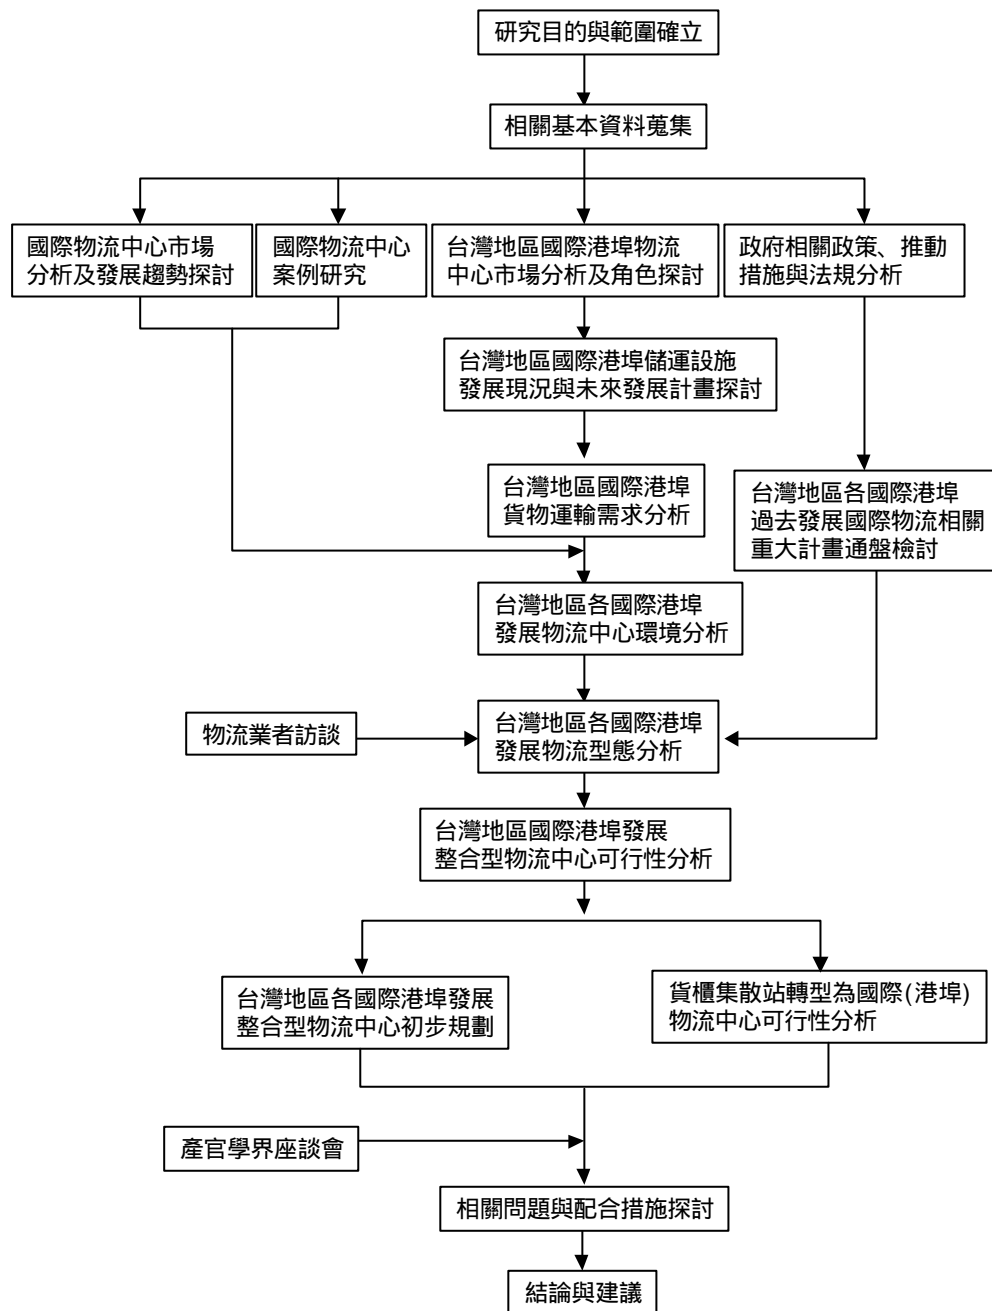 研究目的與範圍確立
相關基本資料蒐集
國際物流中心市場
分析及發展趨勢探討
國際物流中心
案例研究
台灣地區國際港埠物流
中心市場分析及角色探討
政府相關政策、推動
措施與法規分析
台灣地區國際港埠儲運設施
發展現況與未來發展計畫探討
台灣地區國際港埠
貨物運輸需求分析
台灣地區各國際港埠
過去發展國際物流相關
重大計畫通盤檢討
台灣地區各國際港埠
發展物流中心環境分析
物流業者訪談
台灣地區各國際港埠
發展物流型態分析
台灣地區國際港埠發展
整合型物流中心可行性分析
台灣地區各國際港埠發展
整合型物流中心初步規劃
貨櫃集散站轉型為國際(港埠)
物流中心可行性分析
產官學界座談會
相關問題與配合措施探討
結論與建議